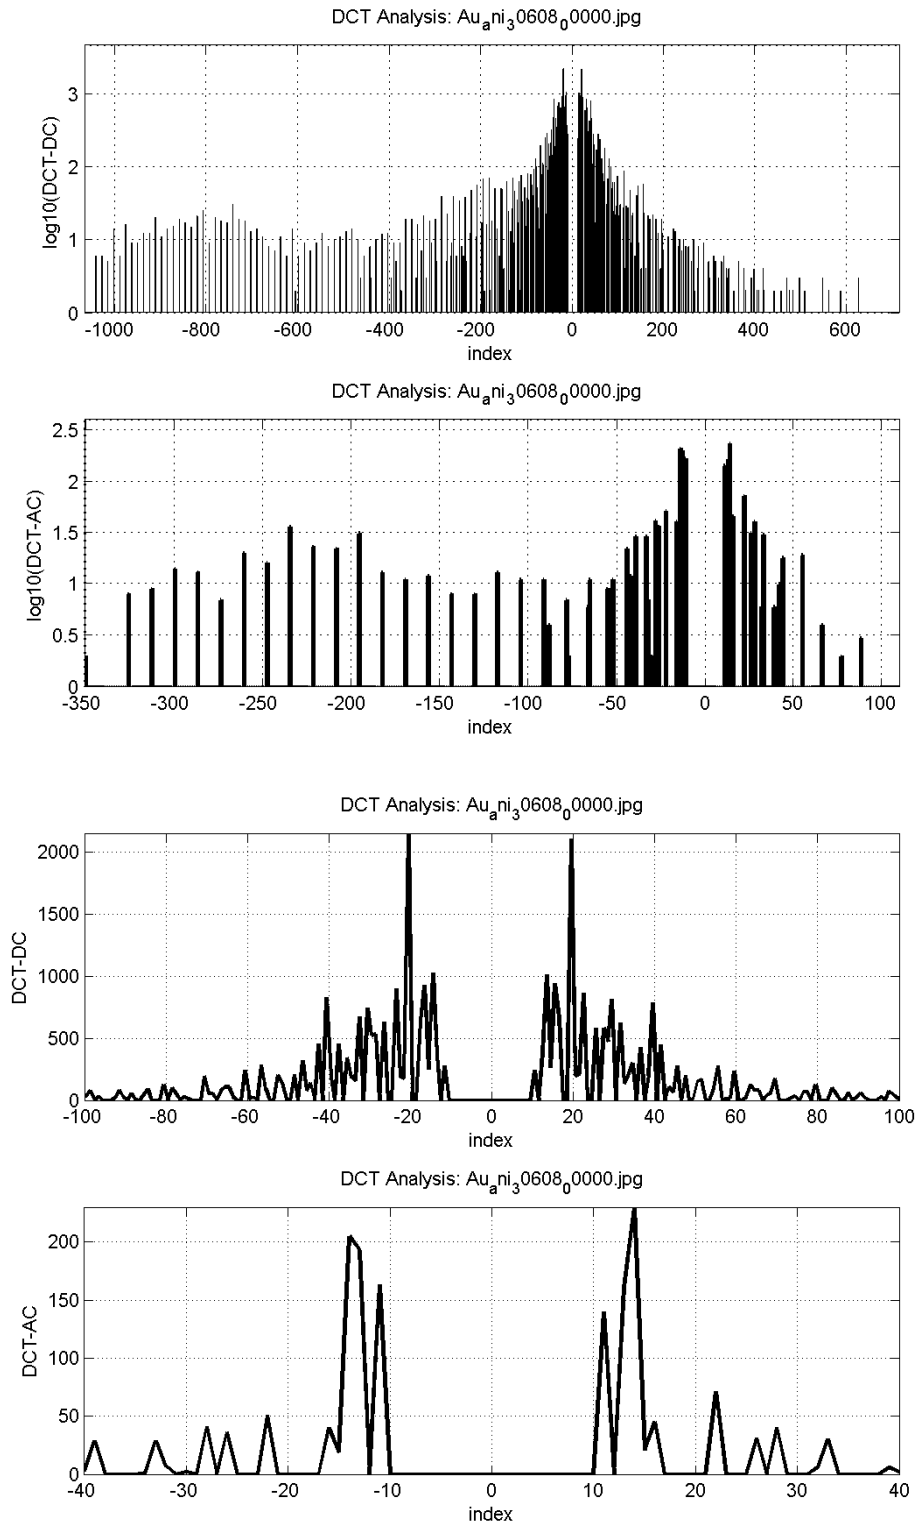 DCT Analysis: Au_ani_30608_00000.jpg
log10(DCT-DC)
3
2
1
0
-1000 -800 -600 -400 -200 0 200 400 600
index
DCT Analysis: Au_ani_30608_00000.jpg
log10(DCT-AC)
2.5
2
1.5
1
0.5
0
-350 -300 -250 -200 -150 -100 -50 0 50 100
index
DCT Analysis: Au_ani_30608_00000.jpg
DCT-DC
2000
1500
1000
500
0
-100 -80 -60 -40 -20 0 20 40 60 80 100
index
DCT Analysis: Au_ani_30608_00000.jpg
DCT-AC
200
150
100
50
0
-40 -30 -20 -10 0 10 20 30 40
index